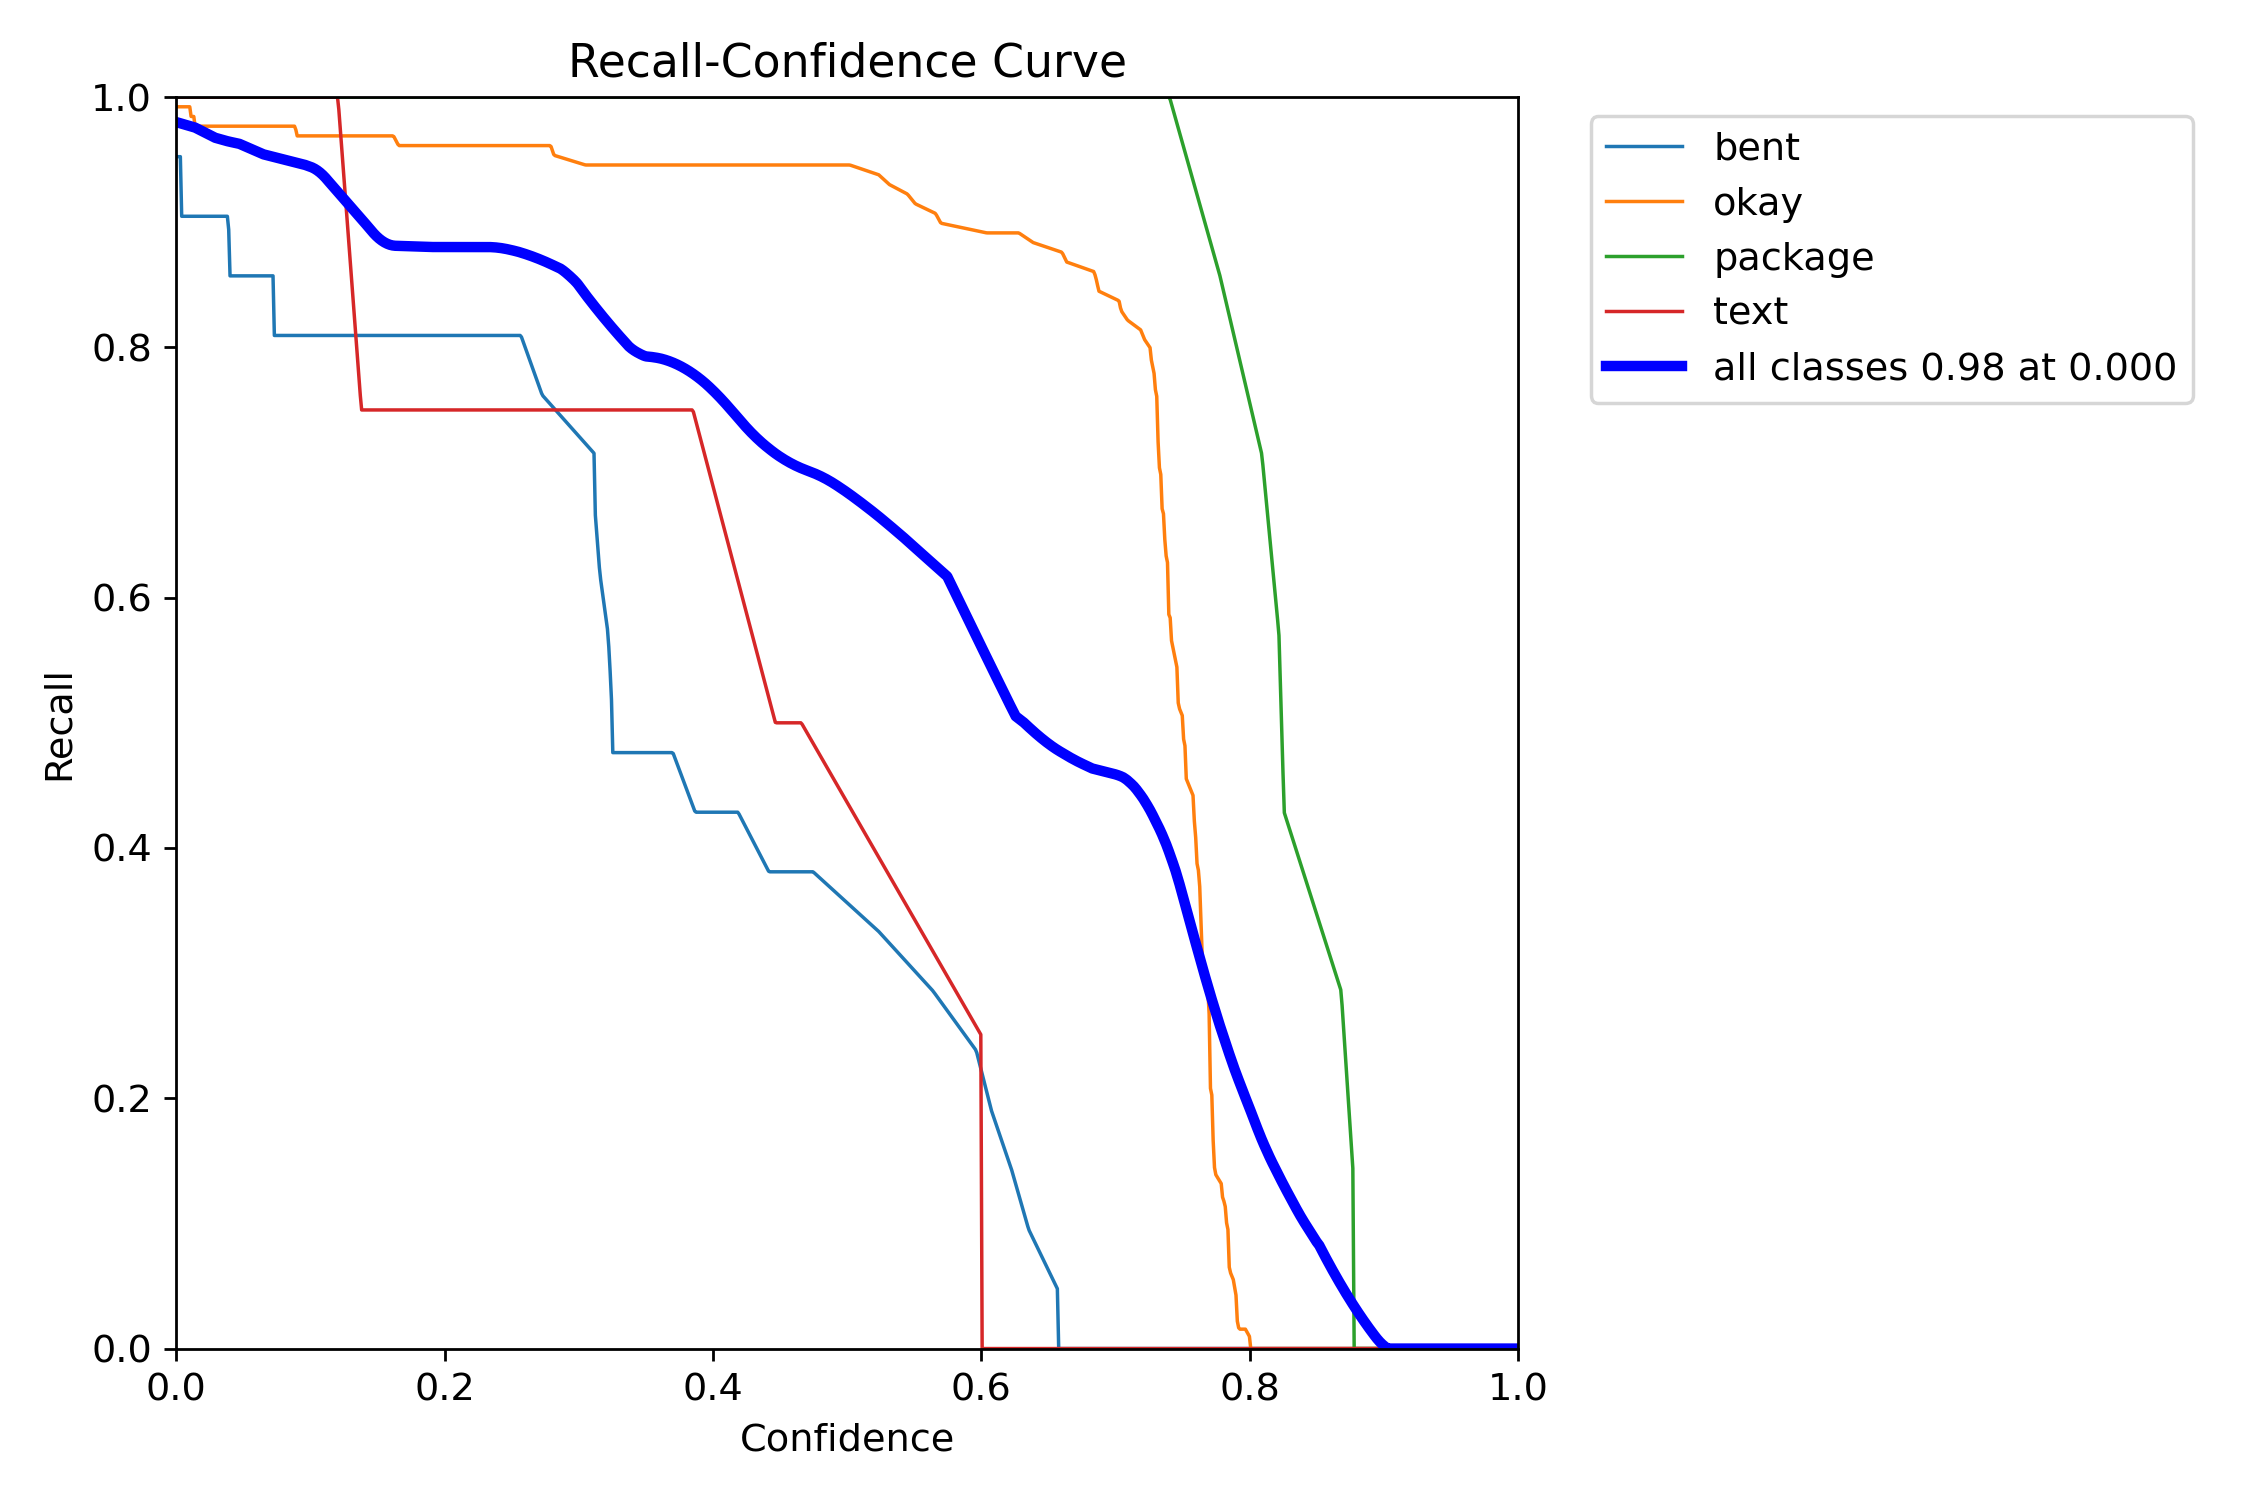 Recall-Confidence Curve
1.0
0.8
0.6
0.4
0.2
0.0
Recall
0.0 0.2 0.4 0.6 0.8 1.0
Confidence
bent
okay
package
text
all classes 0.98 at 0.000